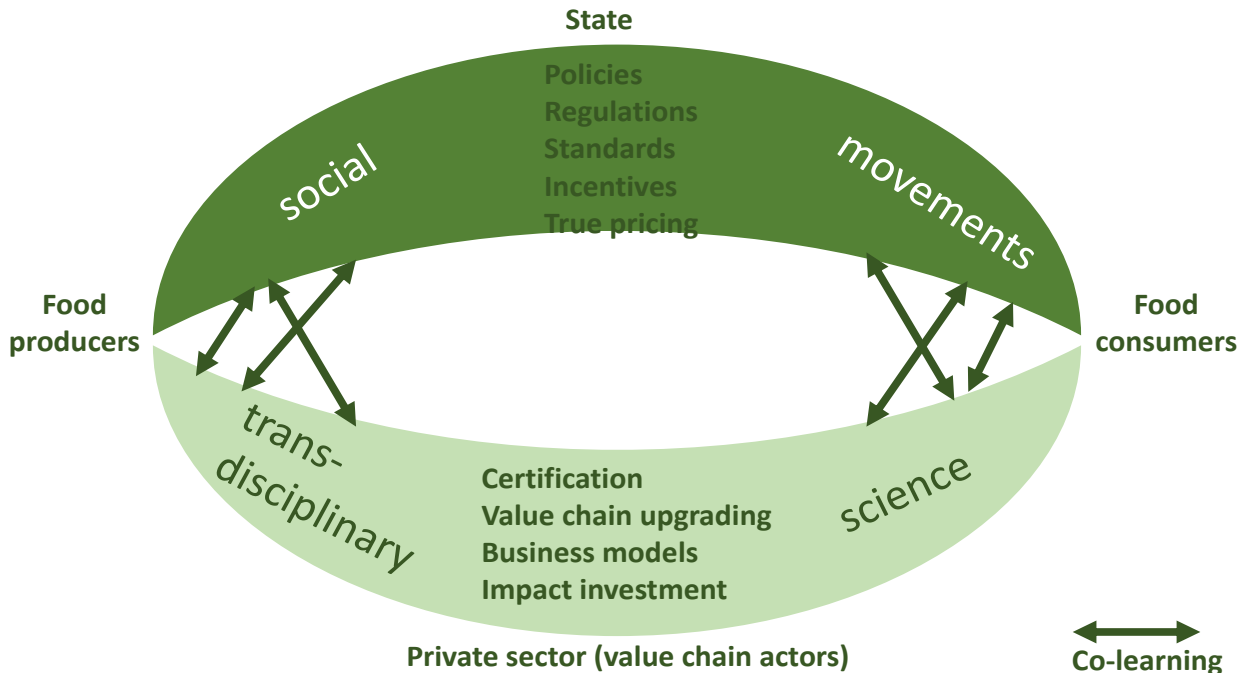 State
Policies
Regulations
Standards
Incentives
True pricing
social
movements
Food
producers
Food
consumers
trans-
disciplinary
science
Certification
Value chain upgrading
Business models
Impact investment
Private sector (value chain actors)
Co-learning